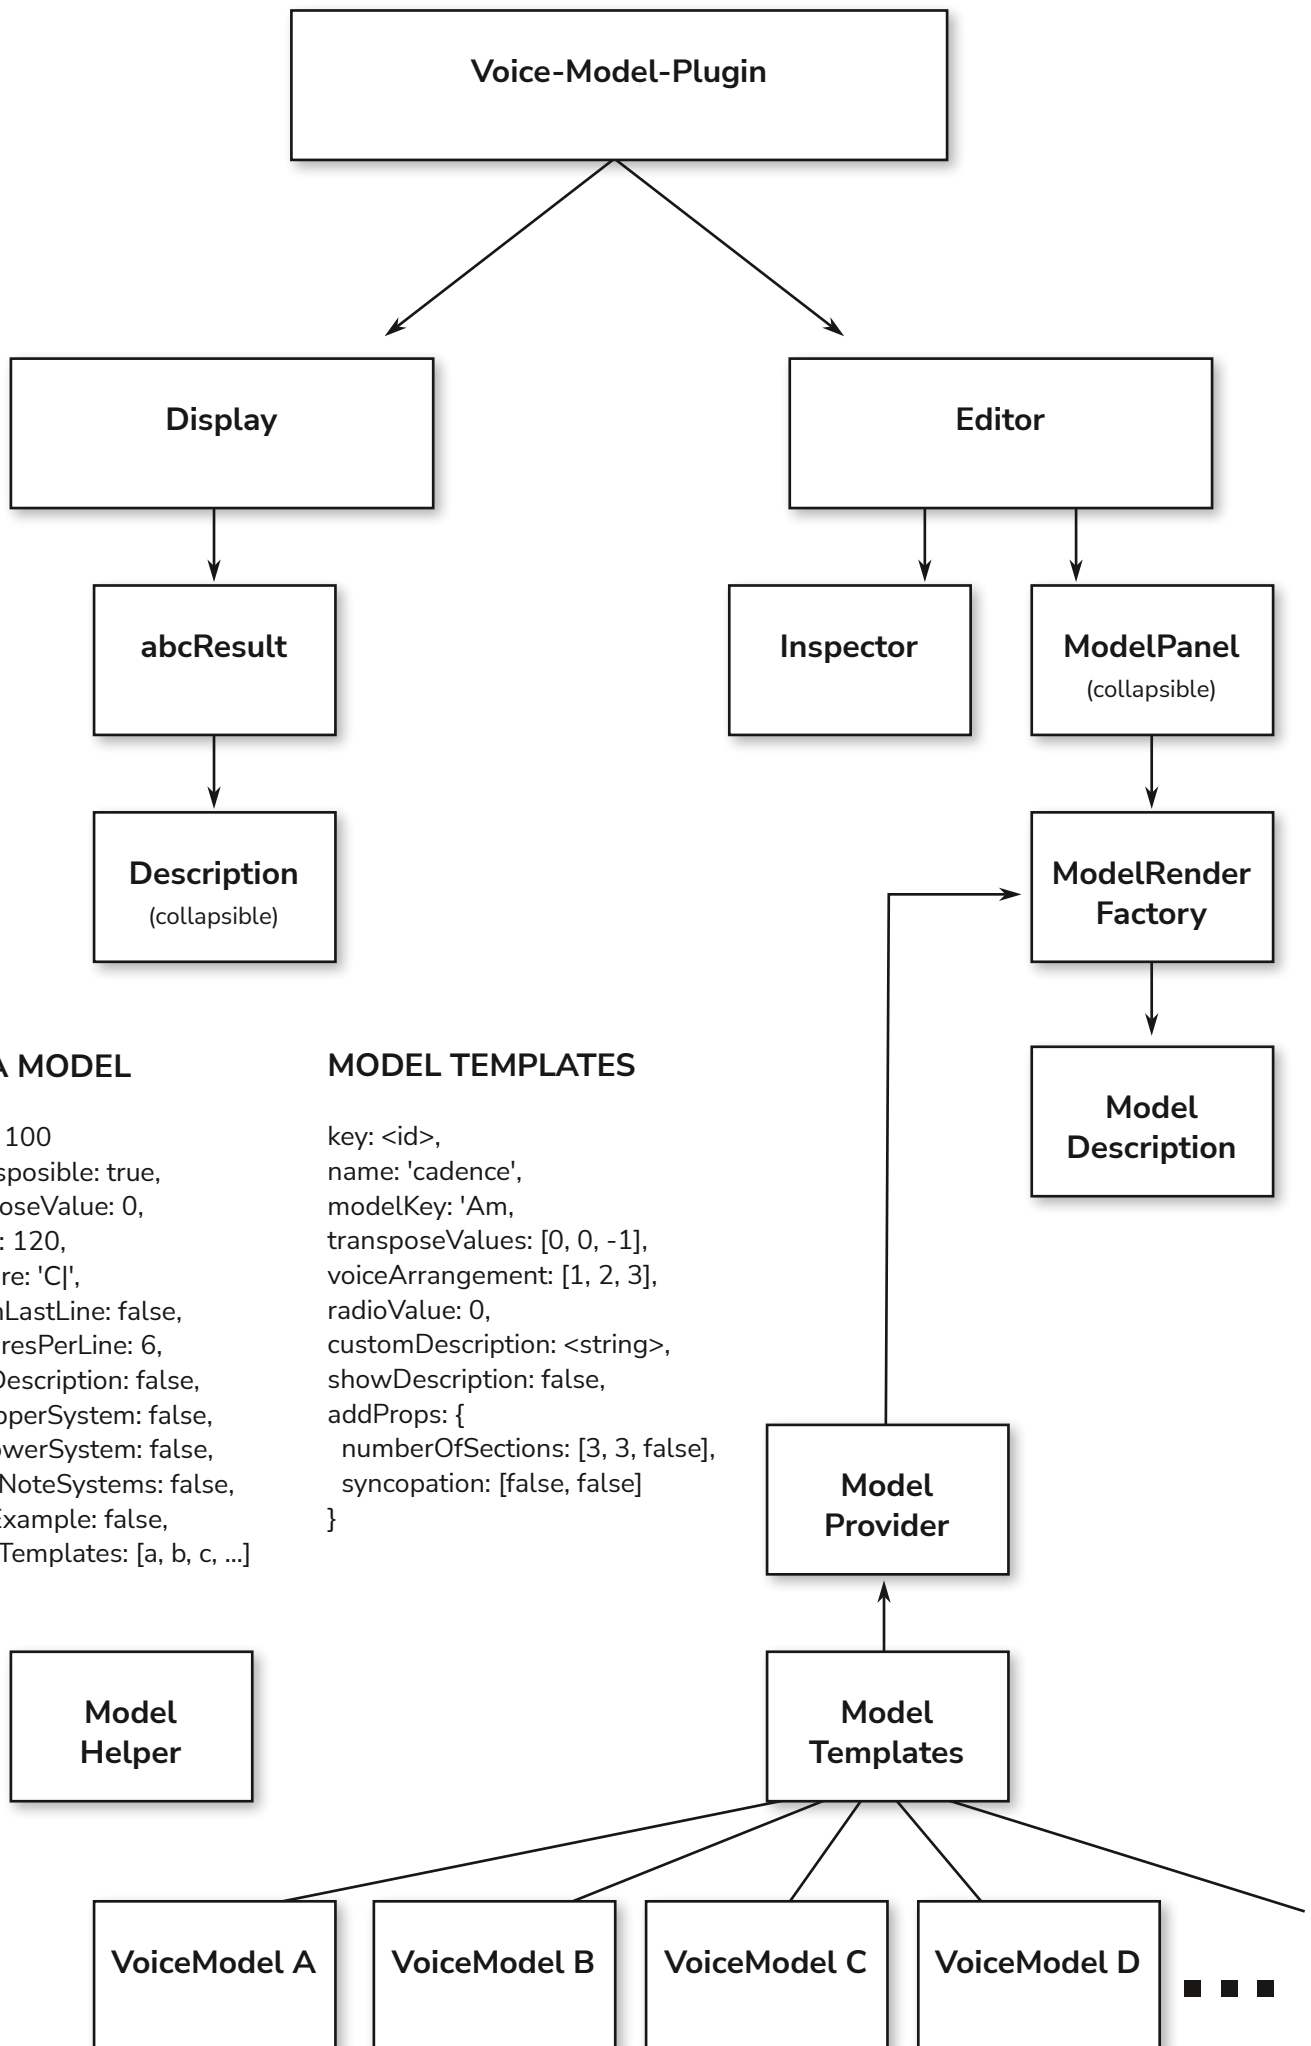 Voice-Model-Plugin
Display
Editor
abcResult
Inspector
ModelPanel
(collapsible)
Description
(collapsible)
ModelRender
Factory
Model
Description
A MODEL
100
sposible: true,
oseValue: 0,
: 120,
re: 'C|',
nLastLine: false,
resPerLine: 6,
Description: false,
pperSystem: false,
owerSystem: false,
NoteSystems: false,
Example: false,
Templates: [a, b, c, ...]
MODEL TEMPLATES
key: <id>,
name: 'cadence',
modelKey: 'Am,
transposeValues: [0, 0, -1],
voiceArrangement: [1, 2, 3],
radioValue: 0,
customDescription: <string>,
showDescription: false,
addProps: {
numberOfSections: [3, 3, false],
syncopation: [false, false]
}
Model
Provider
Model
Helper
Model
Templates
VoiceModel A
VoiceModel B
VoiceModel C
VoiceModel D